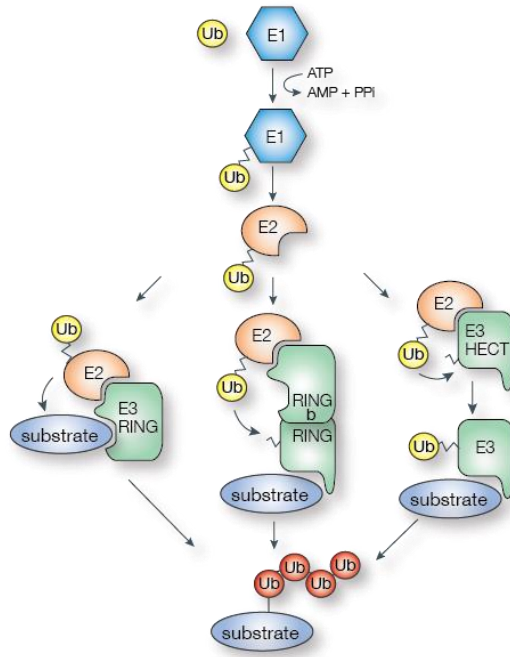 Ub
E1
ATP
AMP + PPi
E1
Ub
E2
Ub
Ub
E2
E3
RING
substrate
E2
Ub
RING
b
RING
substrate
E2
Ub
E3
HECT
Ub
E3
substrate
Ub
Ub
Ub
Ub
substrate